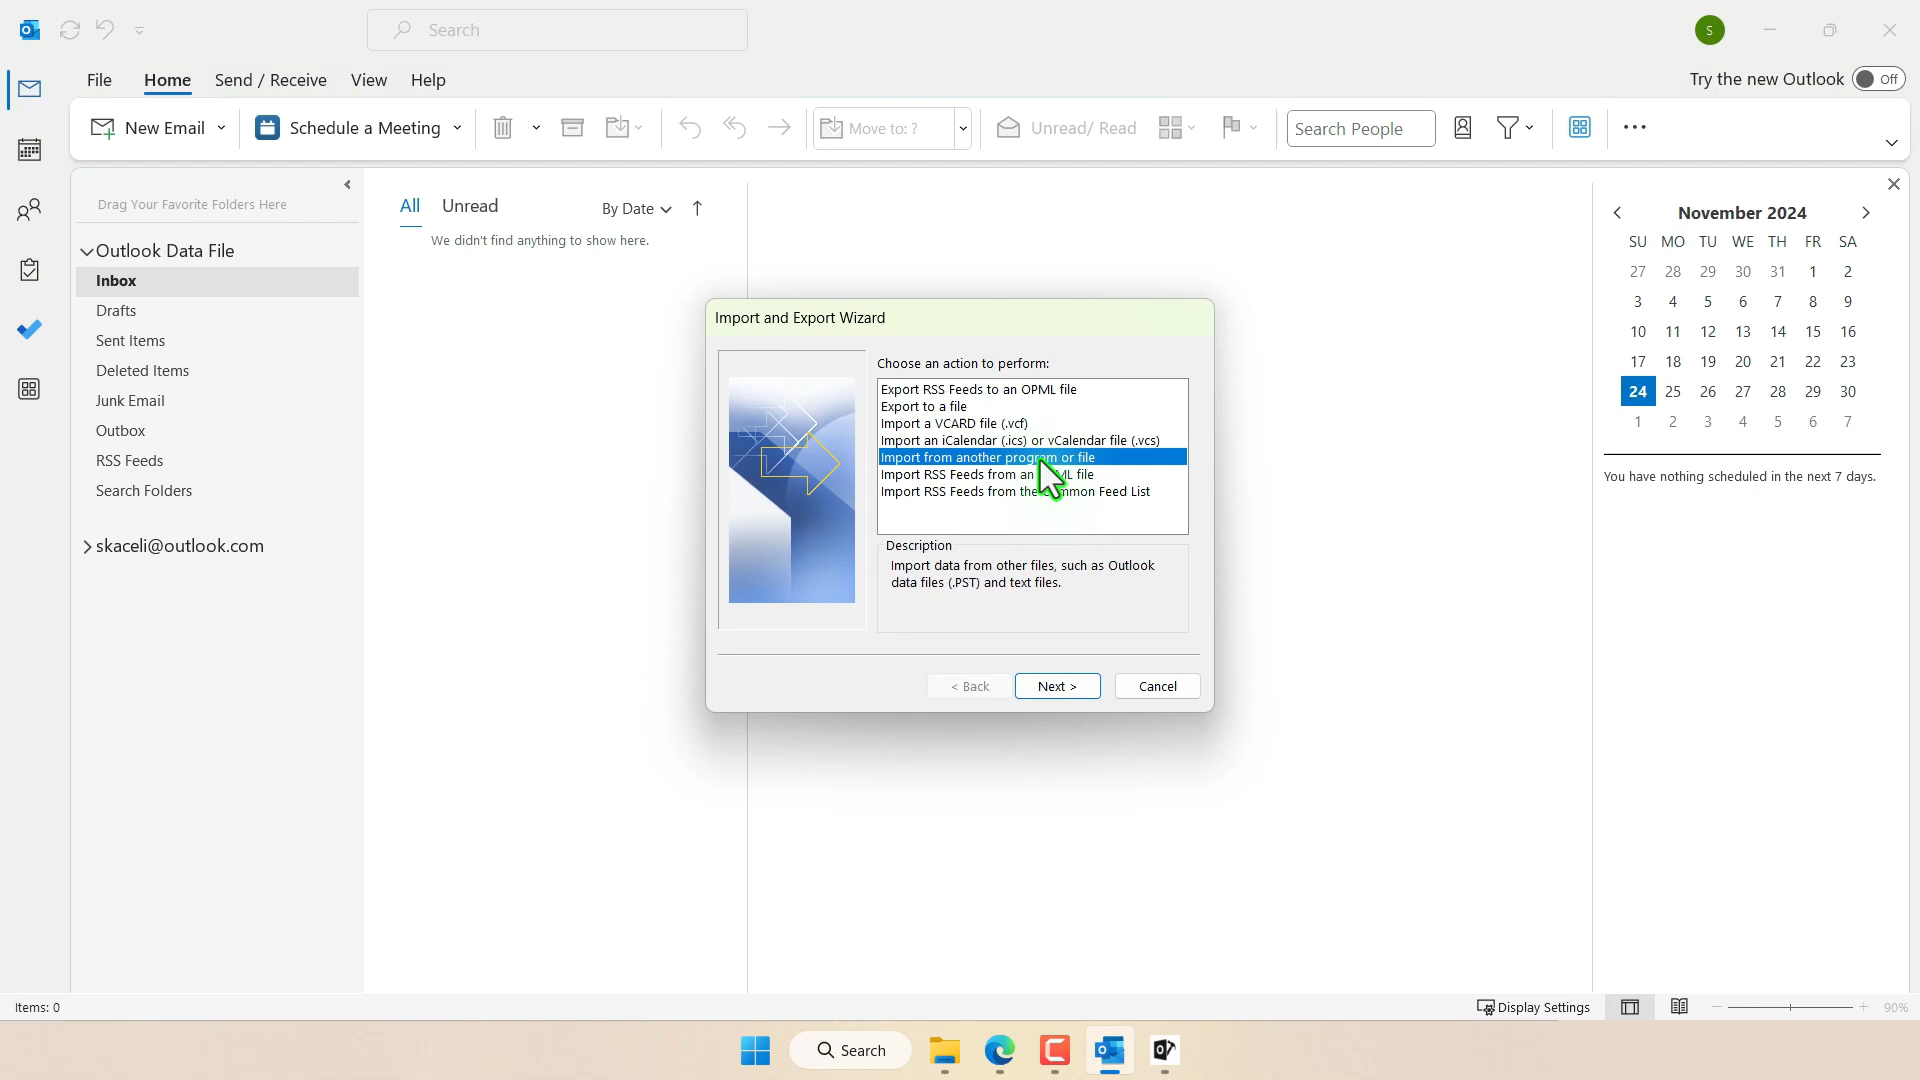 Search
S
File
Home
Send / Receive
View
Help
Try the new Outlook
Off
New Email
Schedule a Meeting
Move to: ?
Unread/ Read
Search People
Drag Your Favorite Folders Here
Outlook Data File
Inbox
Drafts
Sent Items
Deleted Items
Junk Email
Outbox
RSS Feeds
Search Folders
skaceli@outlook.com
All
Unread
By Date
We didn't find anything to show here.
Import and Export Wizard
Choose an action to perform:
Export RSS Feeds to an OPML file
Export to a file
Import a VCARD file (.vcf)
Import an iCalendar (.ics) or vCalendar file (.vcs)
Import from another program or file
Import RSS Feeds from an ML file
Import RSS Feeds from the Common Feed List
Description
Import data from other files, such as Outlook
data files (.PST) and text files.
< Back
Next >
Cancel
November 2024
SU MO TU WE TH FR SA
27 28 29 30 31 1 2
3 4 5 6 7 8 9
10 11 12 13 14 15 16
17 18 19 20 21 22 23
24 25 26 27 28 29 30
1 2 3 4 5 6 7
You have nothing scheduled in the next 7 days.
Items: 0
Display Settings
90%
Search